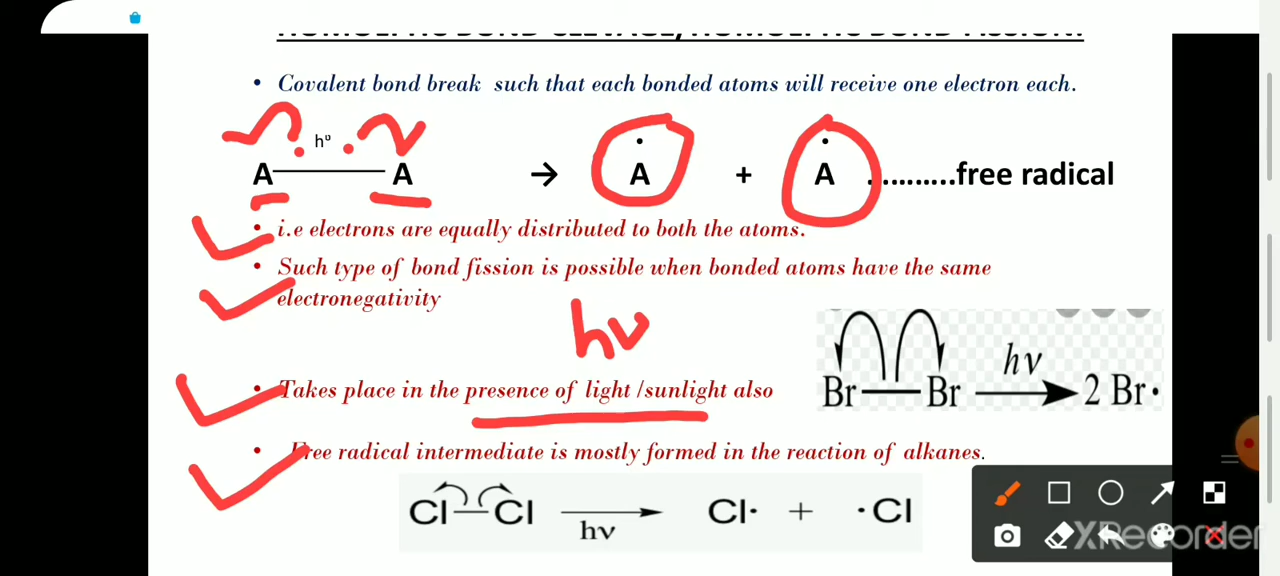 • Covalent bond break such that each bonded atoms will receive one electron each.
hν
A A → Ȧ + Ȧ ..........free radical
• i.e electrons are equally distributed to both the atoms.
• Such type of bond fission is possible when bonded atoms have the same
electronegativity
hν
• Takes place in the presence of light /sunlight also
Br—Br hν 2 Br·
• Free radical intermediate is mostly formed in the reaction of alkanes.
Cl—Cl hν Cl· + ·Cl
XRecorder